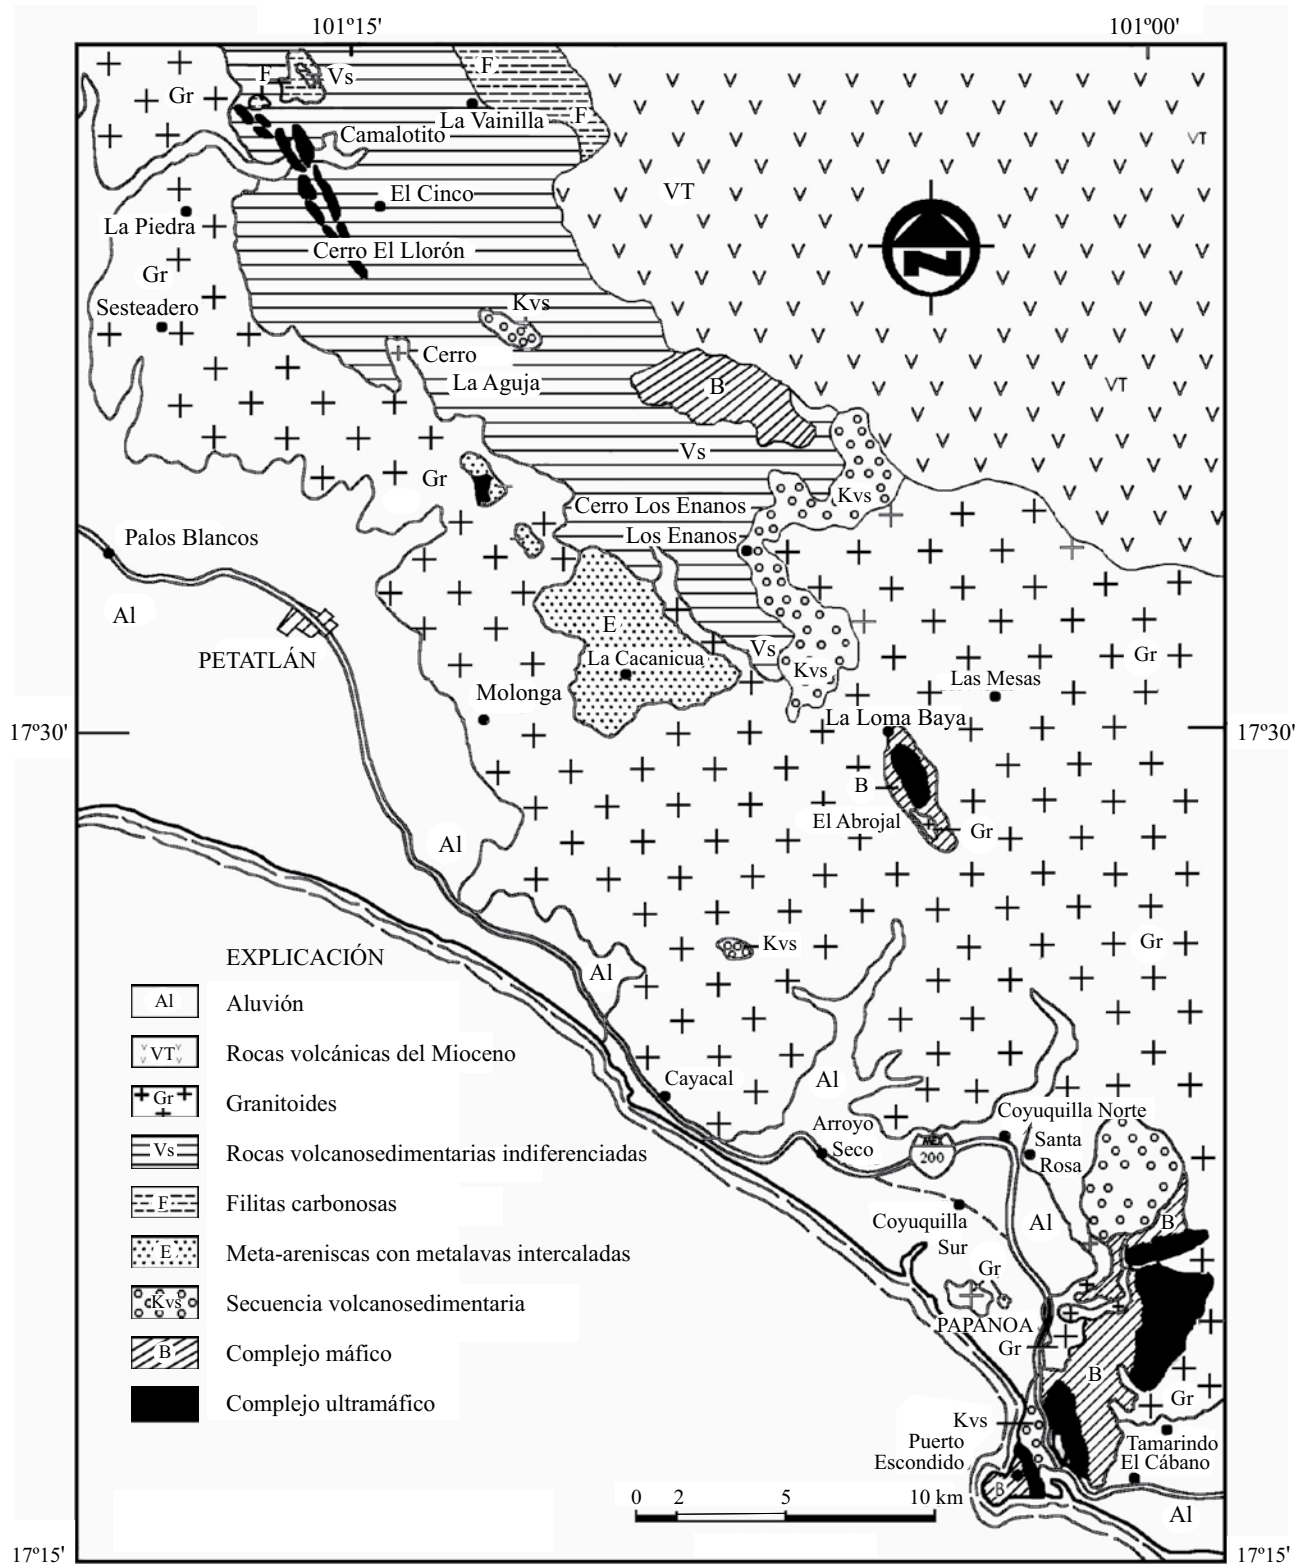 101º15'
101º00'
F
Vs
F
Gr
La Vainilla
F
Camalotito
VT
El Cinco
VT
La Piedra
Cerro El Llorón
N
Gr
Sesteadero
Kvs
Cerro
La Aguja
B
VT
Vs
Gr
Kvs
Cerro Los Enanos
Los Enanos
Palos Blancos
Al
E
PETATLÁN
Vs
Gr
La Cacanicua
Kvs
Las Mesas
Molonga
La Loma Baya
17º30'
17º30'
B
El Abrojal
Gr
Al
Kvs
Gr
EXPLICACIÓN
Al
Al Aluvión
VT Rocas volcánicas del Mioceno
Gr Granitoides
Vs Rocas volcanosedimentarias indiferenciadas
F Filitas carbonosas
E Meta-areniscas con metalavas intercaladas
Kvs Secuencia volcanosedimentaria
B Complejo máfico
Complejo ultramáfico
Cayacal
Al
Coyuquilla Norte
Arroyo
Seco
MEX
200
Santa
Rosa
Coyuquilla
Sur
Al
B
Gr
PAPANOA
Gr
B
Gr
Kvs
Puerto
Escondido
Tamarindo
El Cábano
B
0 2 5 10 km
Al
17º15'
17º15'